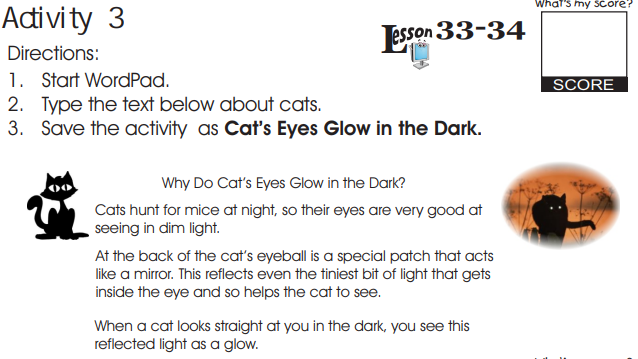 What's my score?
Activity 3
Lesson 33-34
Directions:
SCORE
1. Start WordPad.
2. Type the text below about cats.
3. Save the activity as Cat's Eyes Glow in the Dark.
Why Do Cat's Eyes Glow in the Dark?
Cats hunt for mice at night, so their eyes are very good at
seeing in dim light.
At the back of the cat's eyeball is a special patch that acts
like a mirror. This reflects even the tiniest bit of light that gets
inside the eye and so helps the cat to see.
When a cat looks straight at you in the dark, you see this
reflected light as a glow.